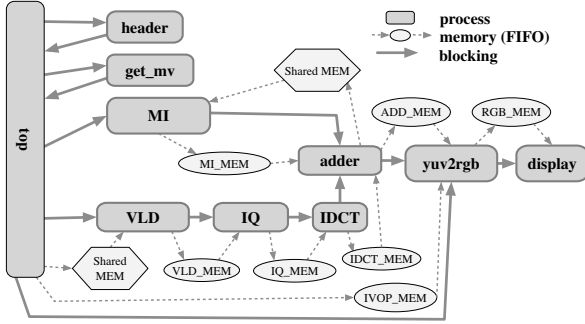 process
header
memory (FIFO)
blocking
get_mv
Shared MEM
top
MI
ADD_MEM
RGB_MEM
MI_MEM
adder
yuv2rgb
display
VLD
IQ
IDCT
Shared
MEM
VLD_MEM
IQ_MEM
IDCT_MEM
IVOP_MEM